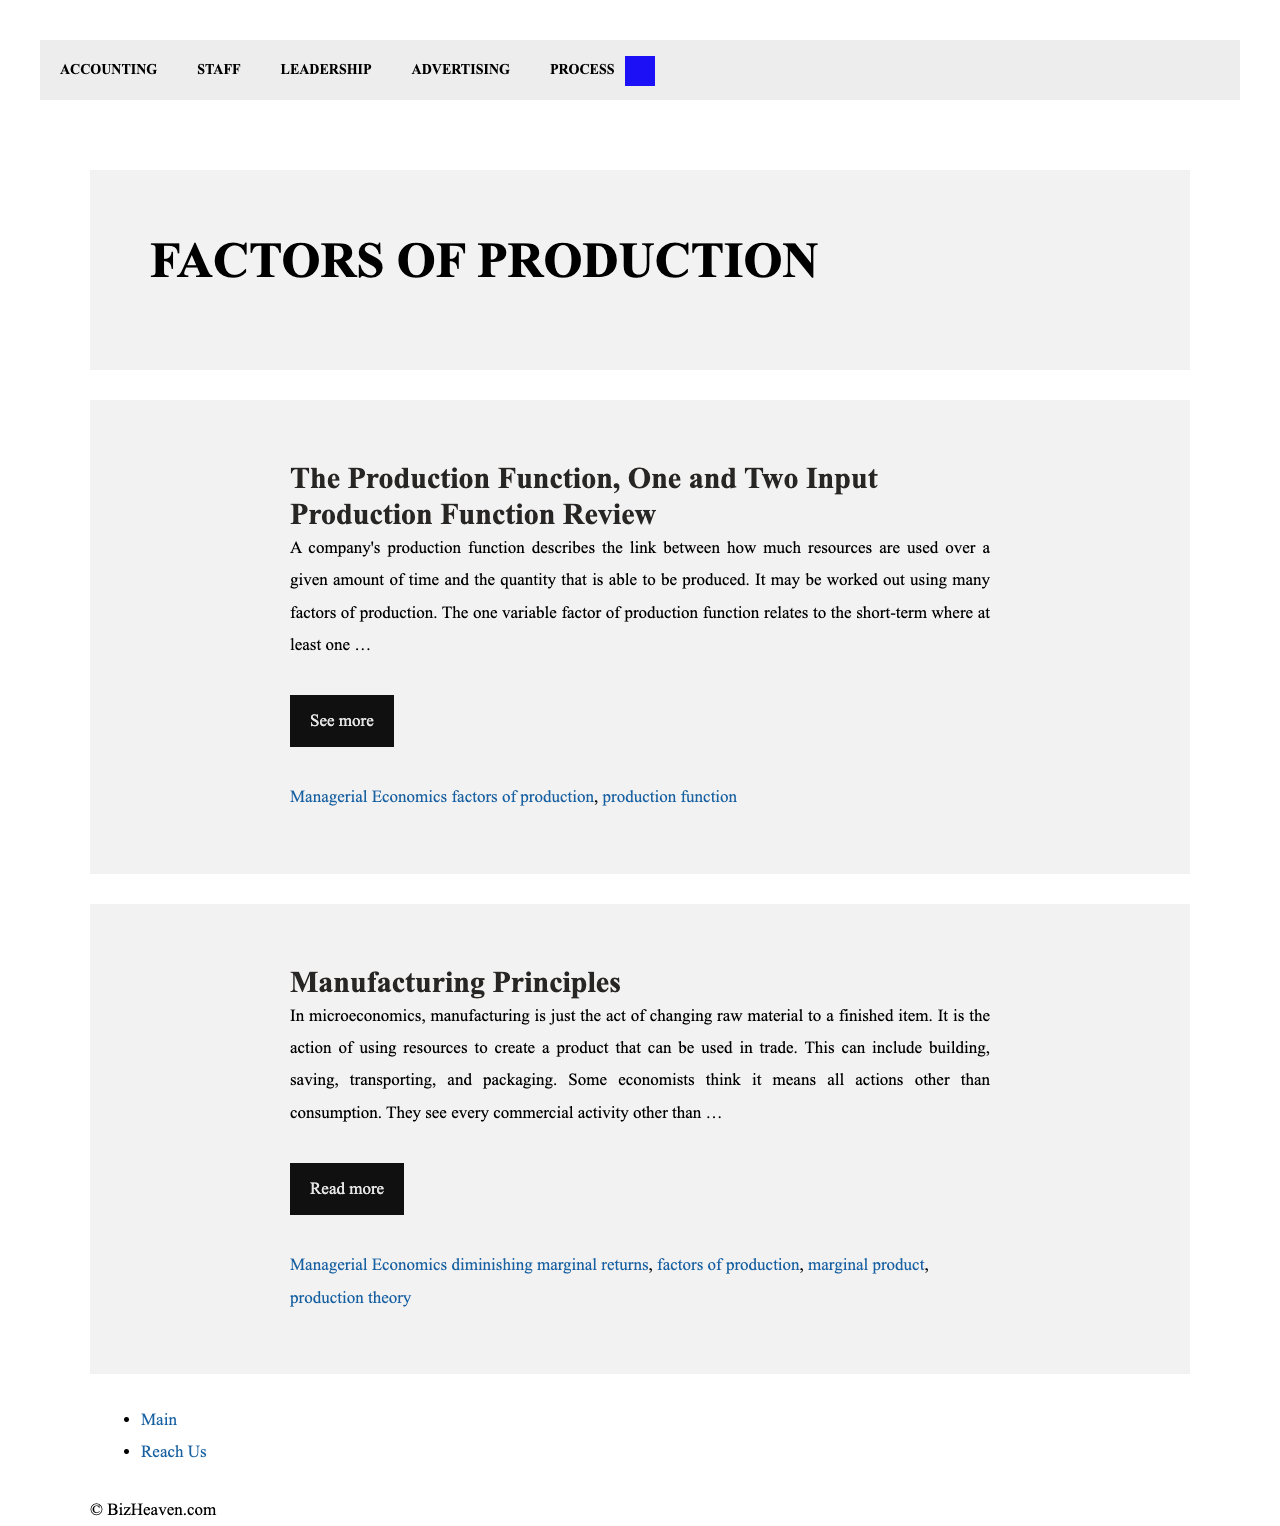 ACCOUNTING STAFF LEADERSHIP ADVERTISING PROCESS
FACTORS OF PRODUCTION
The Production Function, One and Two Input
Production Function Review
A company's production function describes the link between how much resources are used over a
given amount of time and the quantity that is able to be produced. It may be worked out using many
factors of production. The one variable factor of production function relates to the short-term where at
least one …
See more
Managerial Economics factors of production, production function
Manufacturing Principles
In microeconomics, manufacturing is just the act of changing raw material to a finished item. It is the
action of using resources to create a product that can be used in trade. This can include building,
saving, transporting, and packaging. Some economists think it means all actions other than
consumption. They see every commercial activity other than …
Read more
Managerial Economics diminishing marginal returns, factors of production, marginal product,
production theory
• Main
• Reach Us
© BizHeaven.com